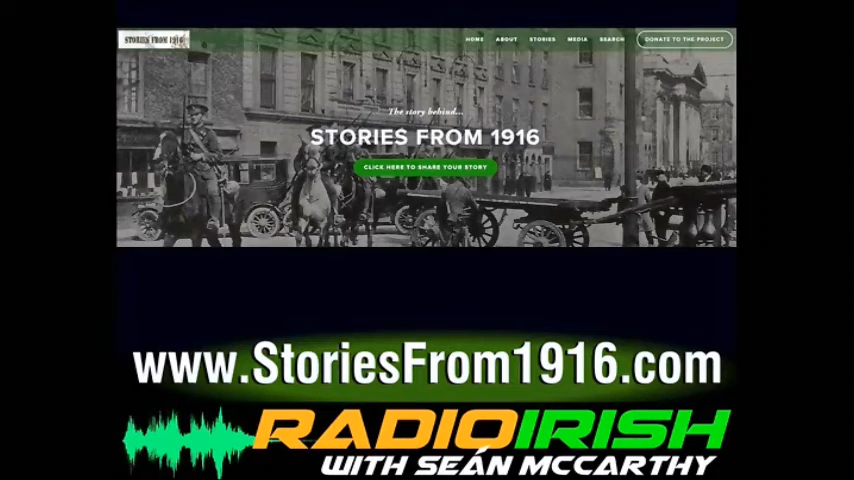 STORIES FROM 1916
HOME ABOUT STORIES MEDIA SEARCH DONATE TO THE PROJECT
The story behind...
STORIES FROM 1916
CLICK HERE TO SHARE YOUR STORY
www.StoriesFrom1916.com
RADIOIRISH
WITH SEÁN MCCARTHY